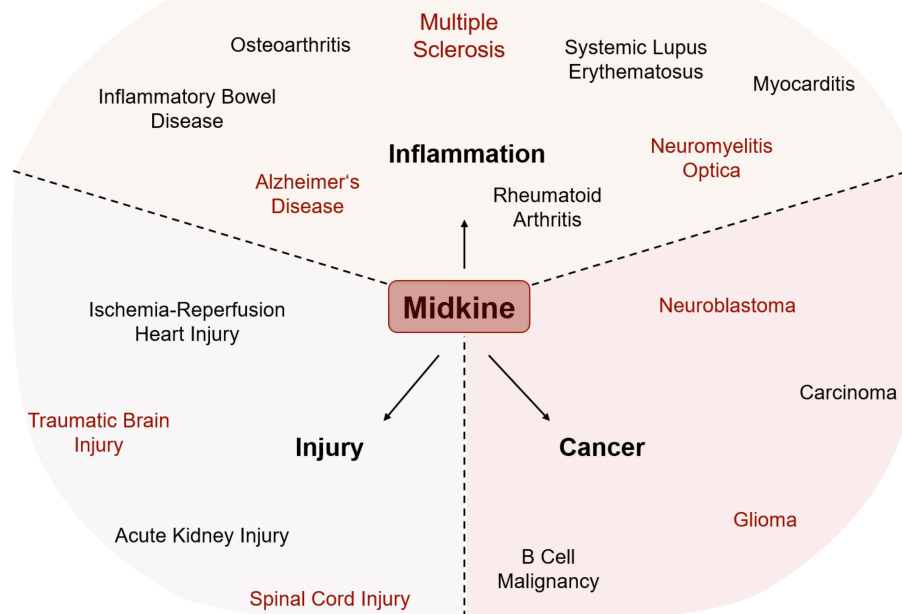 Multiple
Sclerosis
Osteoarthritis
Systemic Lupus
Erythematosus
Myocarditis
Inflammatory Bowel
Disease
Inflammation
Neuromyelitis
Optica
Alzheimer‘s
Disease
Rheumatoid
Arthritis
Midkine
Ischemia-Reperfusion
Heart Injury
Neuroblastoma
Carcinoma
Traumatic Brain
Injury
Injury
Cancer
Glioma
Acute Kidney Injury
B Cell
Malignancy
Spinal Cord Injury